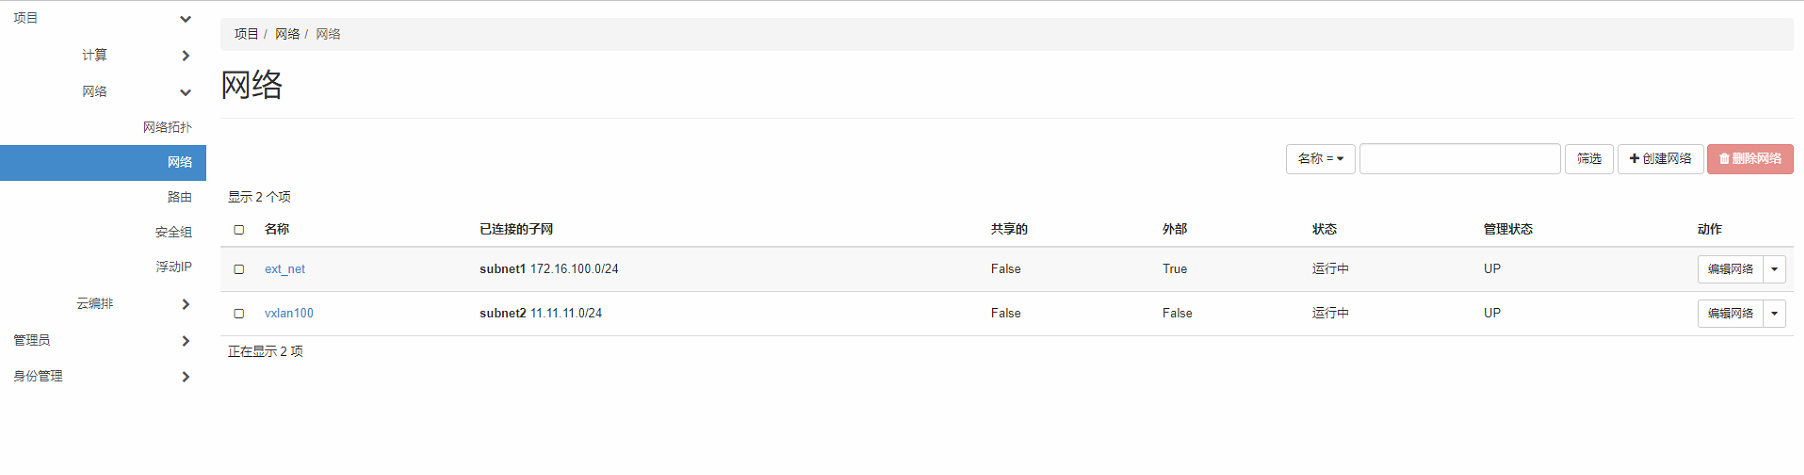 项目
计算
网络
网络拓扑
网络
路由
安全组
浮动IP
云编排
管理员
身份管理
项目 / 网络 / 网络
网络
名称 = 筛选 创建网络 删除网络
显示 2 个项
名称 已连接的子网 共享的 外部 状态 管理状态 动作
ext_net subnet1 172.16.100.0/24 False True 运行中 UP 编辑网络
vxlan100 subnet2 11.11.11.0/24 False False 运行中 UP 编辑网络
正在显示 2 项